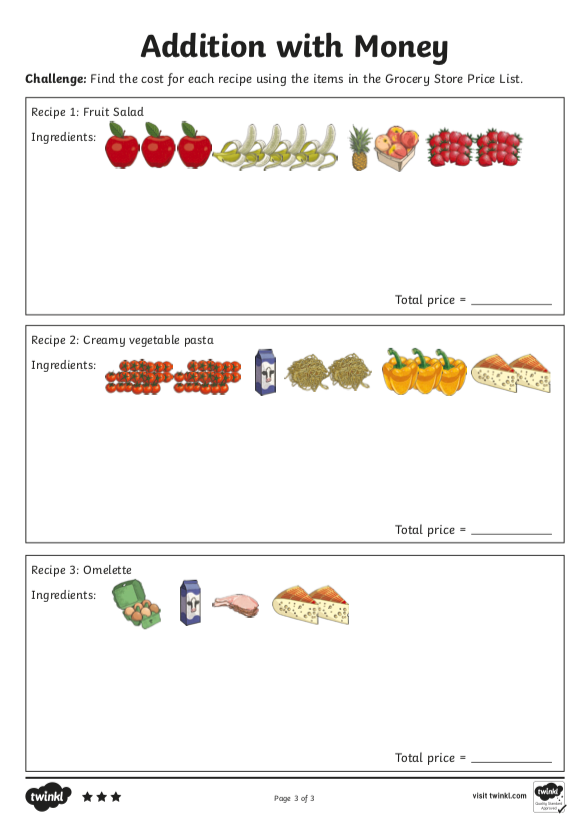 Addition with Money
Challenge: Find the cost for each recipe using the items in the Grocery Store Price List.
Recipe 1: Fruit Salad
Ingredients:
Total price = ___________
Recipe 2: Creamy vegetable pasta
Ingredients:
Total price = ___________
Recipe 3: Omelette
Ingredients:
Total price = ___________
twinkl
Page 3 of 3
visit twinkl.com
twinkl
Quality Standard
Approved